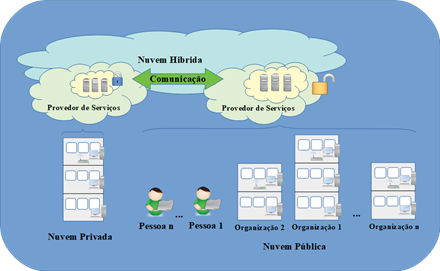 Nuvem Híbrida
Comunicação
Provedor de Serviços
Provedor de Serviços
Pessoa n
...
Pessoa 1
Organização 2
Organização 1
...
Organização n
Nuvem Privada
Nuvem Pública